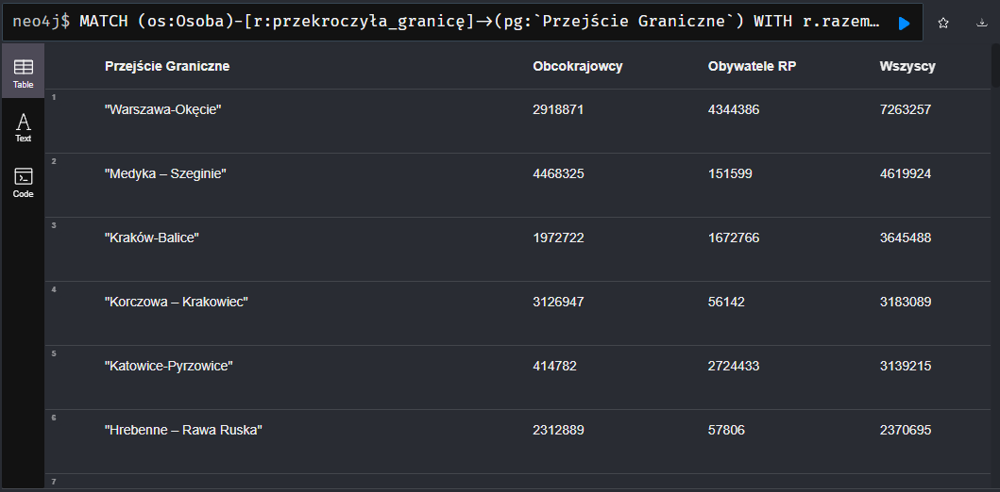 neo4j$ MATCH (os:Osoba)-[r:przekroczyła_granicę]→(pg:`Przejście Graniczne`) WITH r.razem…
Table
Text
Code
Przejście Graniczne Obcokrajowcy Obywatele RP Wszyscy
1 "Warszawa-Okęcie" 2918871 4344386 7263257
2 "Medyka – Szeginie" 4468325 151599 4619924
3 "Kraków-Balice" 1972722 1672766 3645488
4 "Korczowa – Krakowiec" 3126947 56142 3183089
5 "Katowice-Pyrzowice" 414782 2724433 3139215
6 "Hrebenne – Rawa Ruska" 2312889 57806 2370695
7